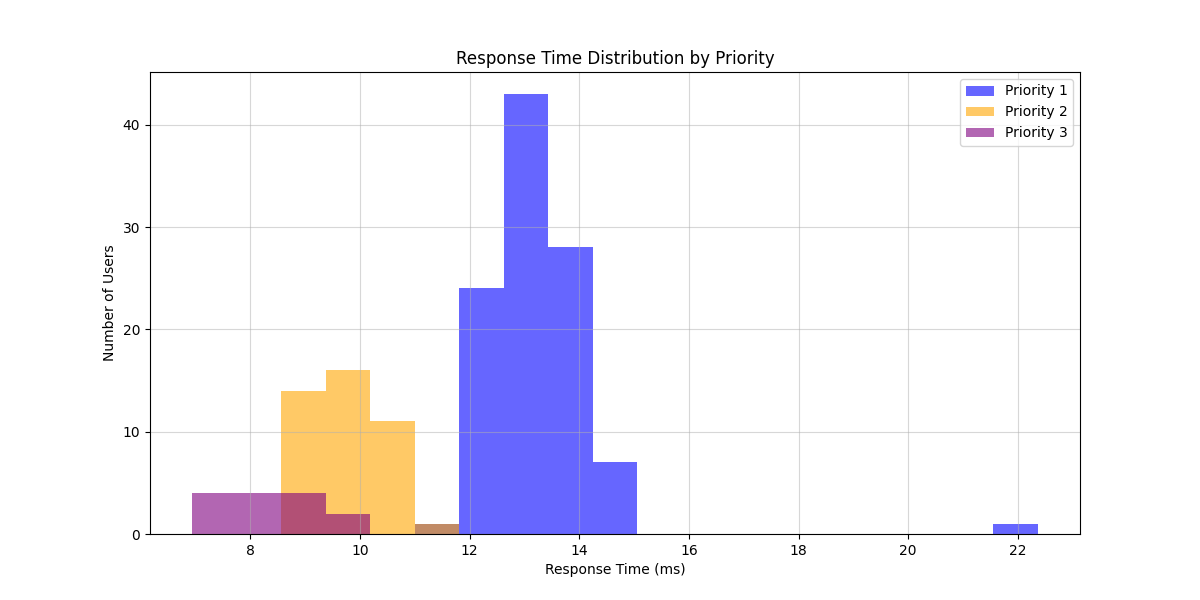 Response Time Distribution by Priority
Priority 1
Priority 2
Priority 3
40
30
20
10
0
Number of Users
8 10 12 14 16 18 20 22
Response Time (ms)